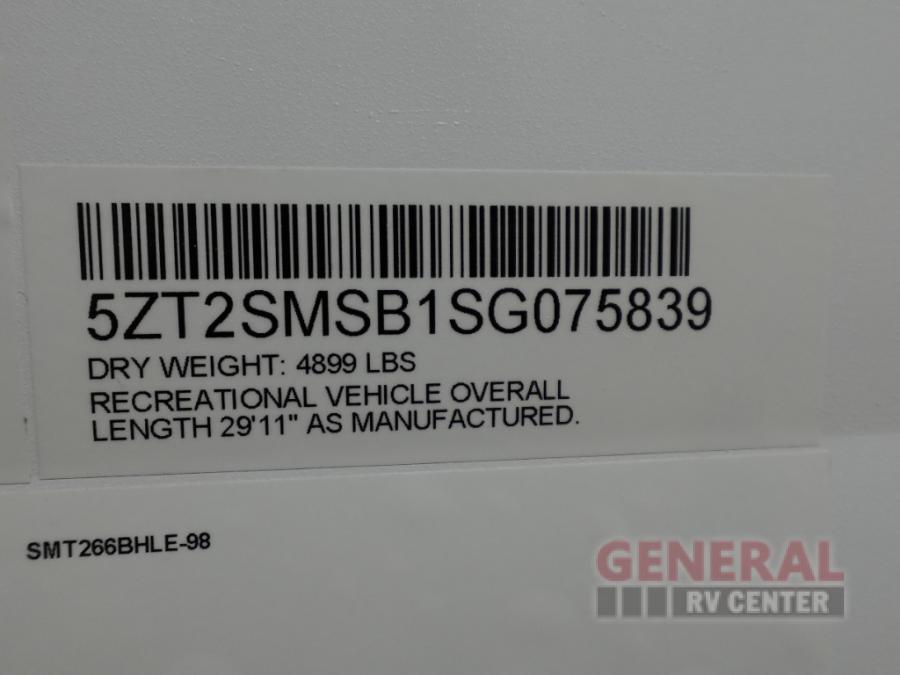 5ZT2SMSB1SG075839
DRY WEIGHT: 4899 LBS
RECREATIONAL VEHICLE OVERALL
LENGTH 29'11" AS MANUFACTURED.
SMT266BHLE-98
GENERAL
RV CENTER